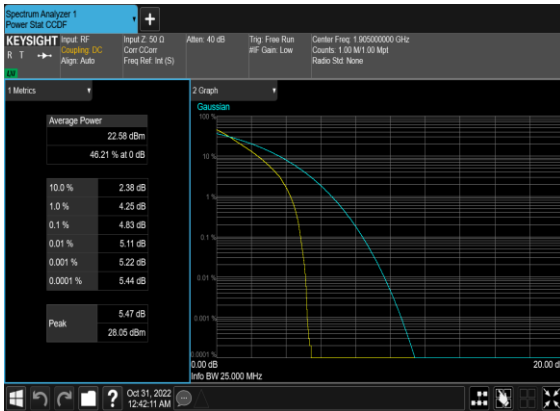 Spectrum Analyzer 1
Power Stat CCDF
KEYSIGHT
R T
LXI
Input: RF
Coupling: DC
Align: Auto
Input Z: 50 Ω
Corr CCorr
Freq Ref: Int (S)
Atten: 40 dB
Trig: Free Run
#IF Gain: Low
Center Freq: 1.905000000 GHz
Counts: 1.00 M/1.00 Mpt
Radio Std: None
1 Metrics
Average Power
22.58 dBm
46.21 % at 0 dB
10.0 % 2.38 dB
1.0 % 4.25 dB
0.1 % 4.83 dB
0.01 % 5.11 dB
0.001 % 5.22 dB
0.0001 % 5.44 dB
Peak
5.47 dB
28.05 dBm
2 Graph
Gaussian
100 %
10 %
1 %
0.1 %
0.01 %
0.001 %
0.0001 %
0.00 dB
20.00 d
Info BW 25.000 MHz
Oct 31, 2022
12:42:11 AM